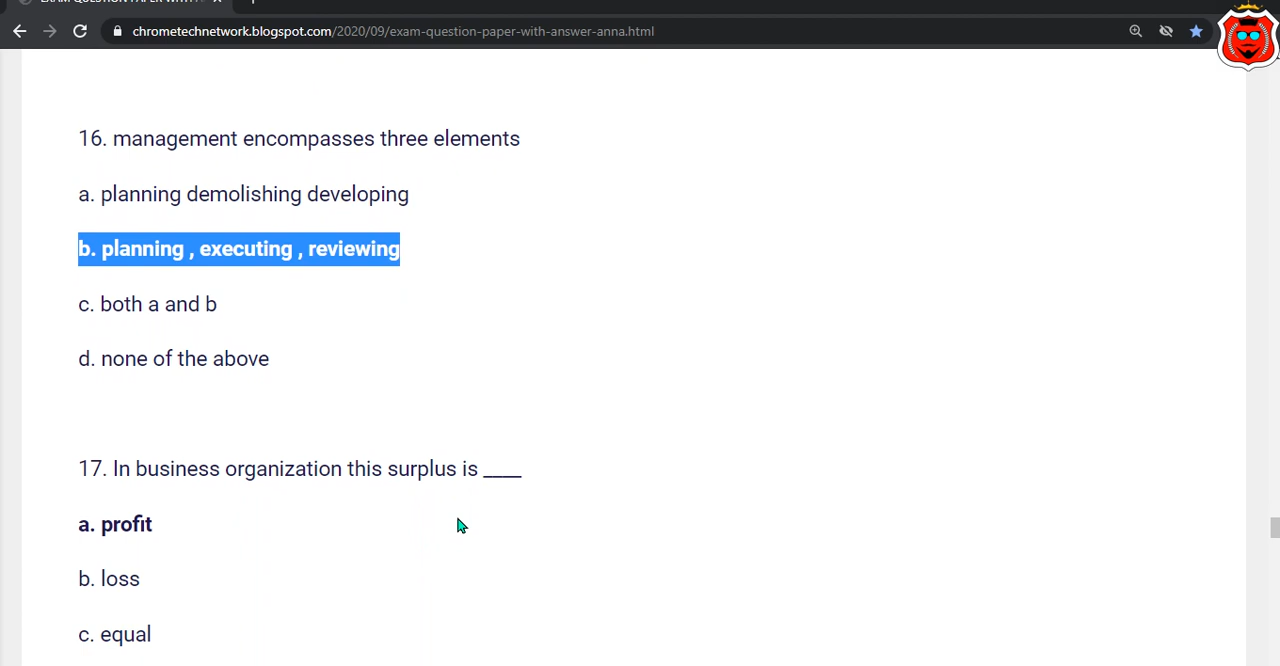 chrometechnetwork.blogspot.com/2020/09/exam-question-paper-with-answer-anna.html
16. management encompasses three elements
a. planning demolishing developing
b. planning , executing , reviewing
c. both a and b
d. none of the above
17. In business organization this surplus is ____
a. profit
b. loss
c. equal